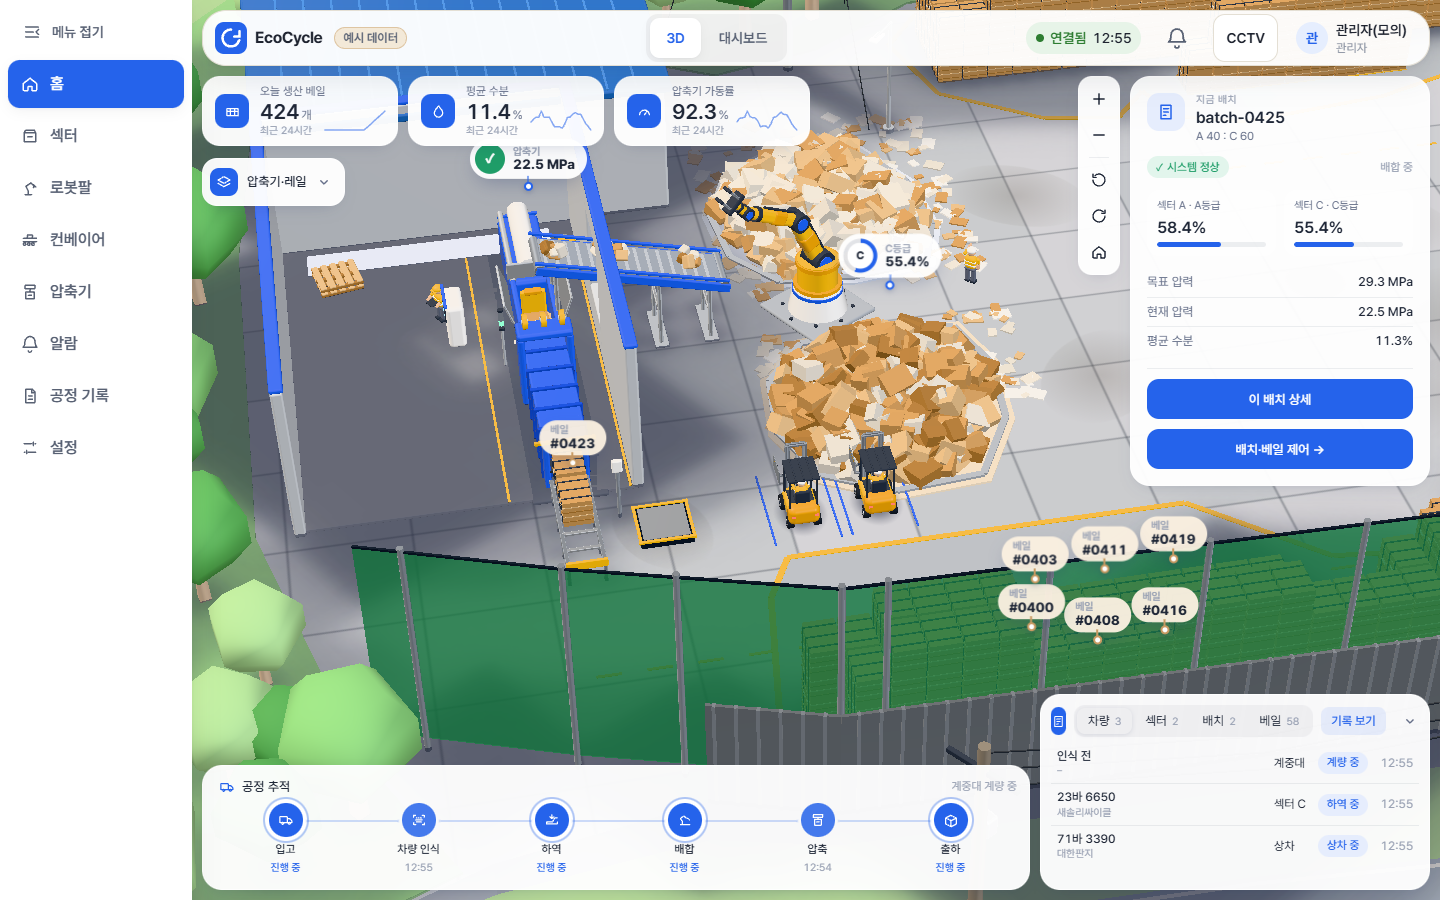 메뉴 접기
홈
섹터
로봇팔
컨베이어
압축기
알람
공정 기록
설정
EcoCycle
예시 데이터
3D
대시보드
연결됨 12:55
CCTV
관
관리자(모의)
관리자
오늘 생산 베일
424개
최근 24시간
평균 수분
11.4%
최근 24시간
압축기 가동률
92.3%
최근 24시간
압축기·레일
압축기
22.5 MPa
C
C등급
55.4%
베일
#0423
베일
#0403
베일
#0411
베일
#0419
베일
#0400
베일
#0408
베일
#0416
지금 배치
batch-0425
A 40 : C 60
✓ 시스템 정상
배합 중
섹터 A · A등급
58.4%
섹터 C · C등급
55.4%
목표 압력 29.3 MPa
현재 압력 22.5 MPa
평균 수분 11.3%
이 배치 상세
배치·베일 제어 →
공정 추적
계중대 계량 중
입고
진행 중
차량 인식
12:55
하역
진행 중
배합
진행 중
압축
12:54
출하
진행 중
차량 3 섹터 2 배치 2 베일 58 기록 보기
인식 전
–
계중대 계량 중 12:55
23바 6650
새솔리싸이클
섹터 C 하역 중 12:55
71바 3390
대한판지
상차 상차 중 12:55